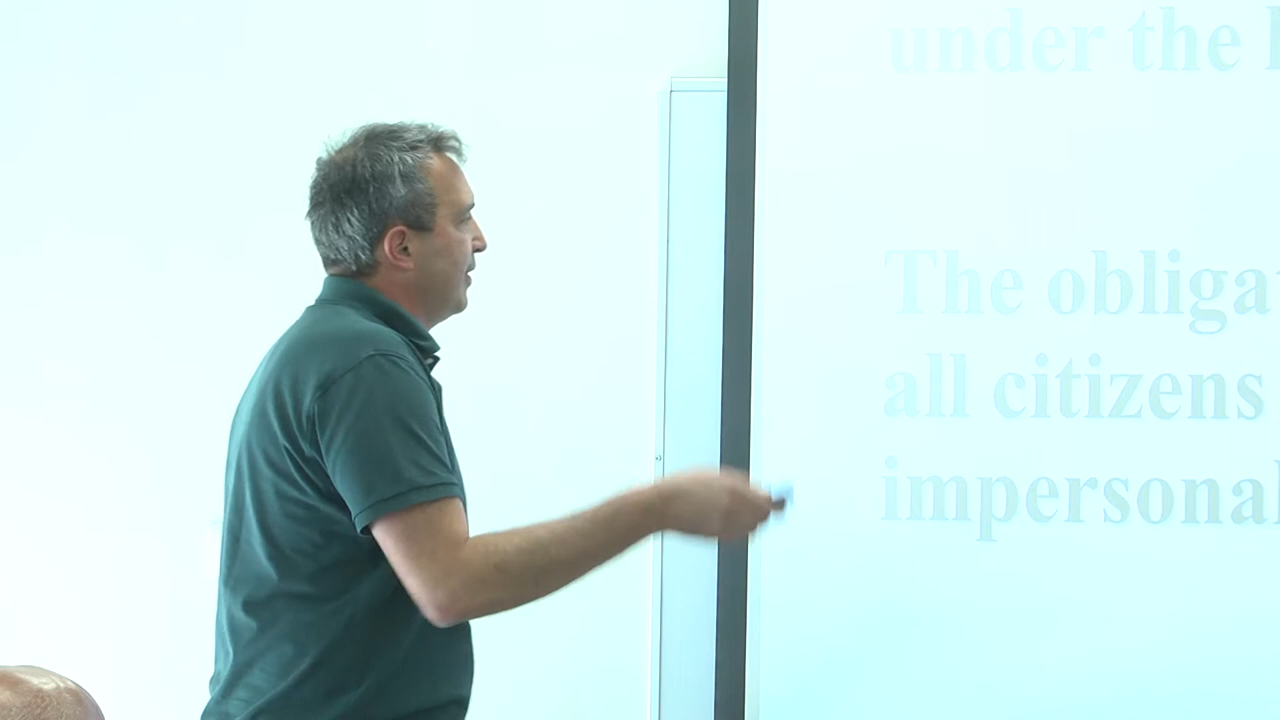 under the
The obliga
all citizens
impersonal